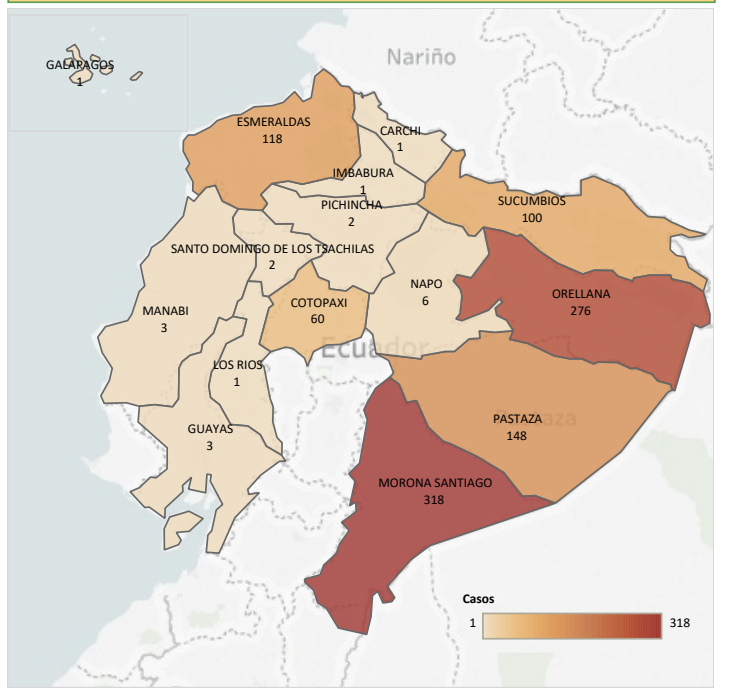 Nariño
GALAPAGOS
1
ESMERALDAS
118
CARCHI
1
IMBABURA
1
PICHINCHA
2
SUCUMBIOS
100
SANTO DOMINGO DE LOS TSACHILAS
2
NAPO
6
ORELLANA
276
COTOPAXI
60
MANABI
3
Ecuador
LOS RIOS
1
PASTAZA
148
GUAYAS
3
MORONA SANTIAGO
318
Casos
1
318